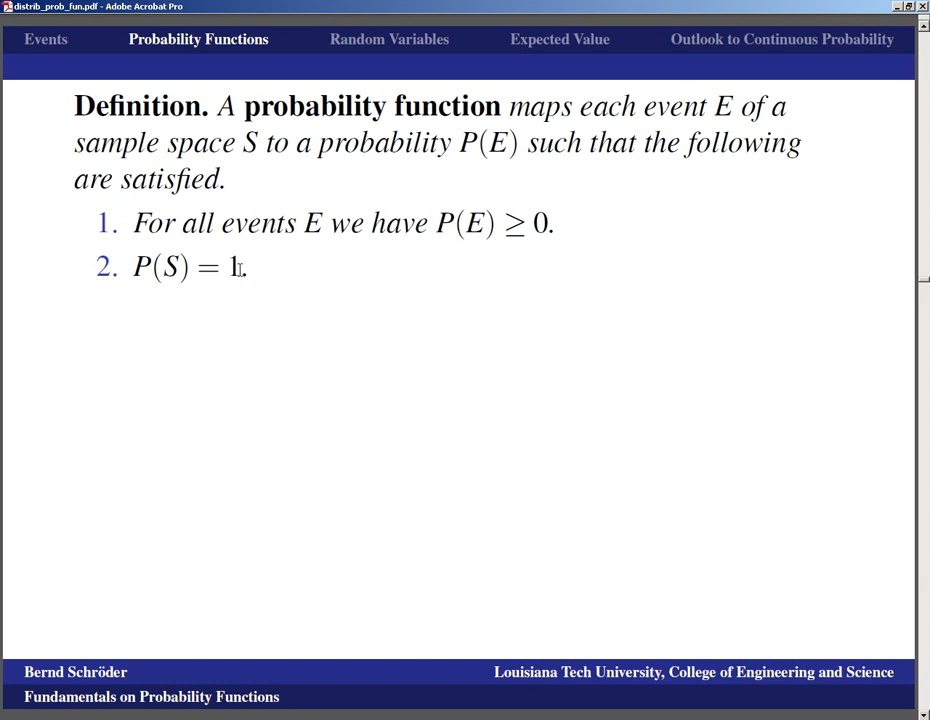 distrib_prob_fun.pdf - Adobe Acrobat Pro
Events Probability Functions Random Variables Expected Value Outlook to Continuous Probability
Definition. A probability function maps each event E of a
sample space S to a probability P(E) such that the following
are satisfied.
1. For all events E we have P(E) ≥ 0.
2. P(S) = 1.
Bernd Schröder Louisiana Tech University, College of Engineering and Science
Fundamentals on Probability Functions